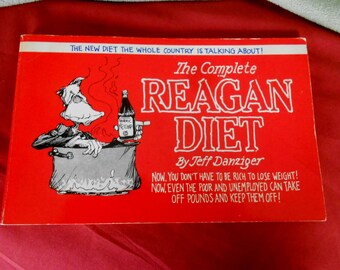 THE NEW DIET THE WHOLE COUNTRY IS TALKING ABOUT!
The Complete
REAGAN
DIET
By Jeff Danziger
NOW, YOU DON'T HAVE TO BE RICH TO LOSE WEIGHT!
NOW, EVEN THE POOR AND UNEMPLOYED CAN TAKE
OFF POUNDS AND KEEP THEM OFF!